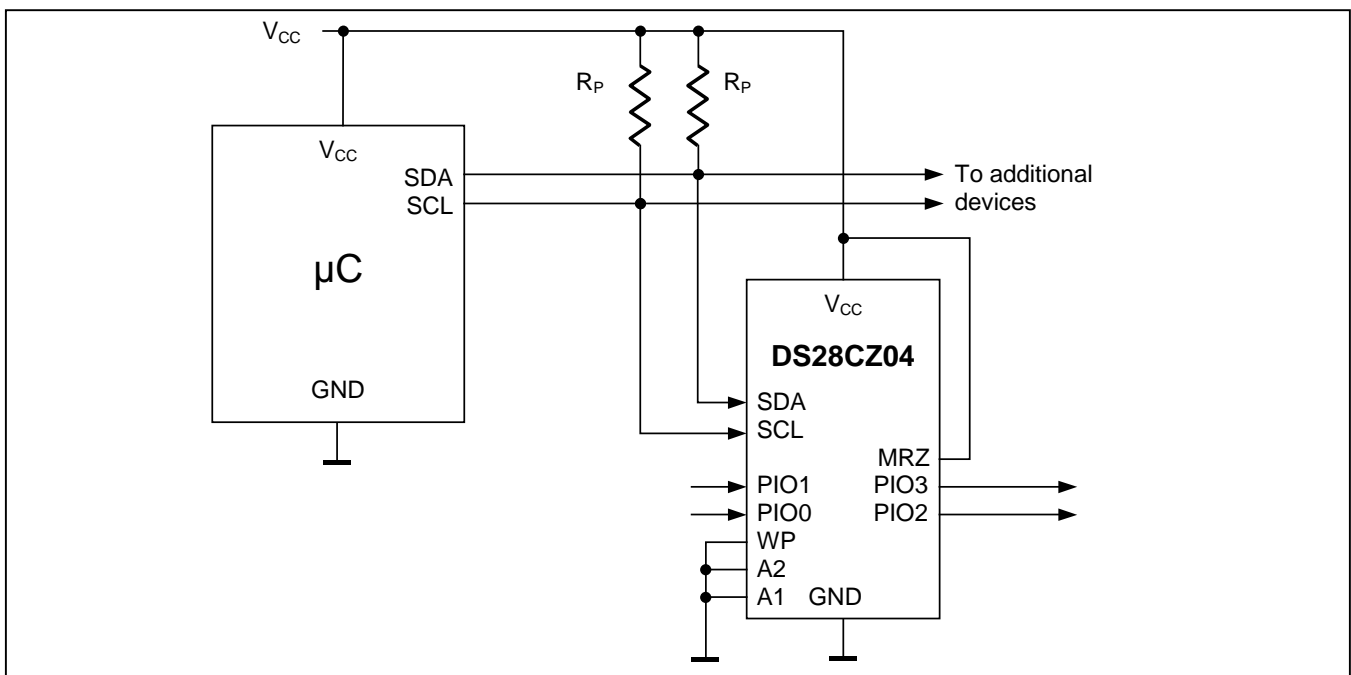 VCC
RP
RP
VCC
SDA
SCL
µC
GND
To additional
devices
VCC
DS28CZ04
SDA
SCL
MRZ
PIO1
PIO3
PIO0
PIO2
WP
A2
A1
GND